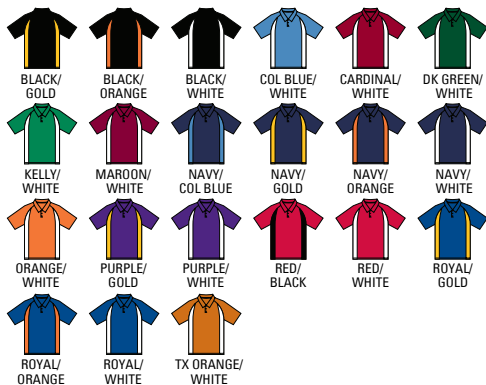 BLACK/
GOLD
BLACK/
ORANGE
BLACK/
WHITE
COL BLUE/
WHITE
CARDINAL/
WHITE
DK GREEN/
WHITE
KELLY/
WHITE
MAROON/
WHITE
NAVY/
COL BLUE
NAVY/
GOLD
NAVY/
ORANGE
NAVY/
WHITE
ORANGE/
WHITE
PURPLE/
GOLD
PURPLE/
WHITE
RED/
BLACK
RED/
WHITE
ROYAL/
GOLD
ROYAL/
ORANGE
ROYAL/
WHITE
TX ORANGE/
WHITE